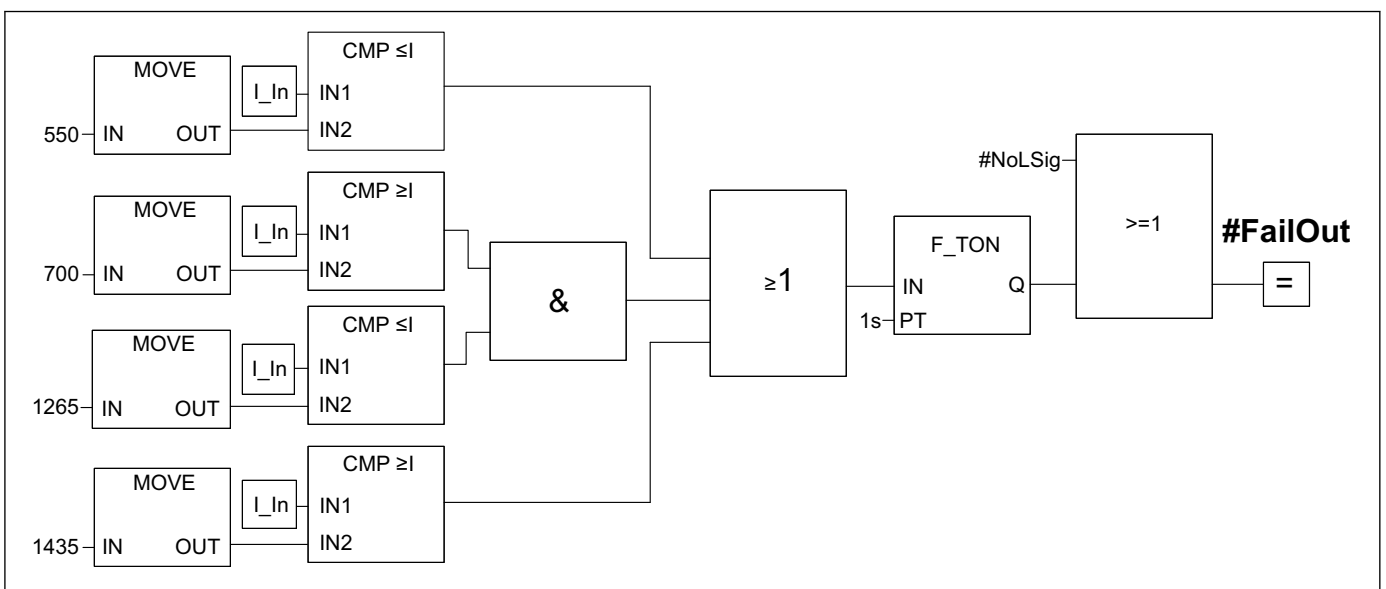 CMP ≤I
MOVE
I_In
IN1
550
IN
OUT
IN2
#NoLSig
CMP ≥I
MOVE
I_In
IN1
700
IN
OUT
IN2
>=1
#FailOut
F_TON
&
≥1
IN
Q
=
1s
PT
CMP ≤I
MOVE
I_In
IN1
1265
IN
OUT
IN2
CMP ≥I
MOVE
I_In
IN1
1435
IN
OUT
IN2